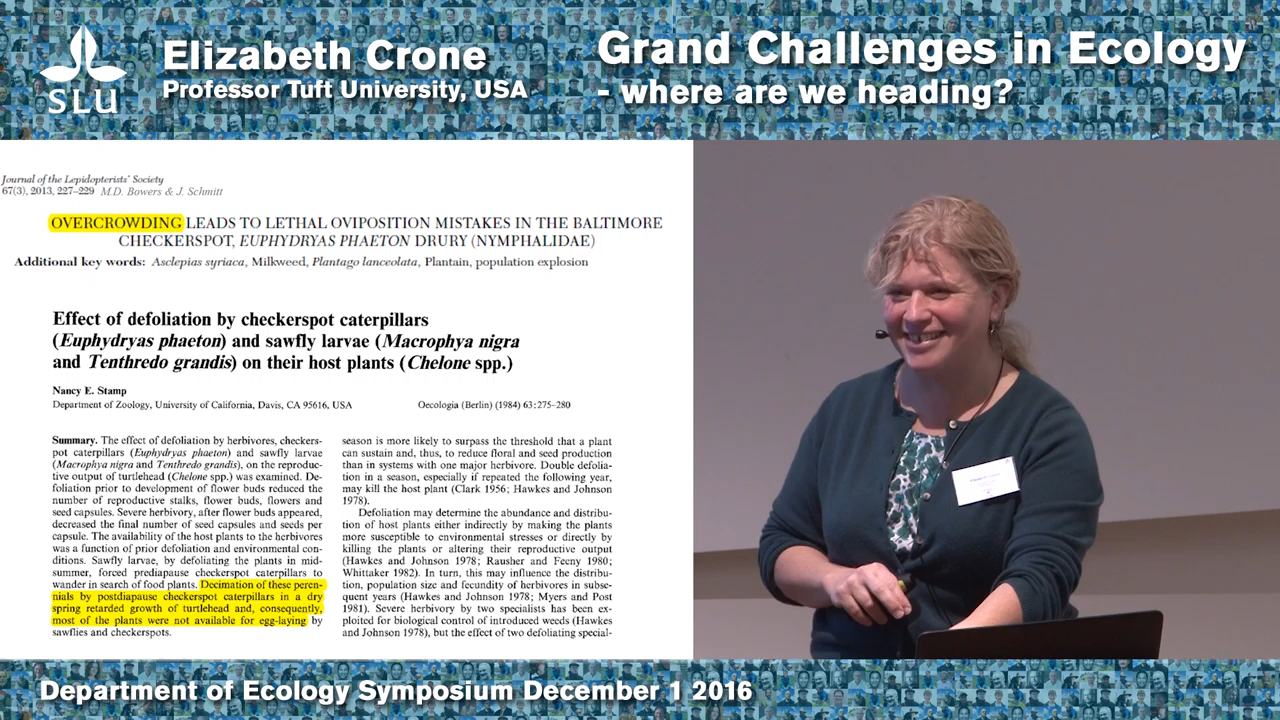 SLU
Elizabeth Crone
Professor Tuft University, USA
Grand Challenges in Ecology
- where are we heading?
Journal of the Lepidopterists' Society
67(3), 2013, 227–229 M.D. Bowers & J. Schmitt
OVERCROWDING LEADS TO LETHAL OVIPOSITION MISTAKES IN THE BALTIMORE
CHECKERSPOT, EUPHYDRYAS PHAETON DRURY (NYMPHALIDAE)
Additional key words: Asclepias syriaca, Milkweed, Plantago lanceolata, Plantain, population explosion
Effect of defoliation by checkerspot caterpillars
(Euphydryas phaeton) and sawfly larvae (Macrophya nigra
and Tenthredo grandis) on their host plants (Chelone spp.)
Nancy E. Stamp
Department of Zoology, University of California, Davis, CA 95616, USA
Oecologia (Berlin) (1984) 63:275-280
Summary. The effect of defoliation by herbivores, checkers-
pot caterpillars (Euphydryas phaeton) and sawfly larvae
(Macrophya nigra and Tenthredo grandis), on the reproduc-
tive output of turtlehead (Chelone spp.) was examined. De-
foliation prior to development of flower buds reduced the
number of reproductive stalks, flower buds, flowers and
seed capsules. Severe herbivory, after flower buds appeared,
decreased the final number of seed capsules and seeds per
capsule. The availability of the host plants to the herbivores
was a function of prior defoliation and environmental con-
ditions. Sawfly larvae, by defoliating the plants in mid-
summer, forced prediapause checkerspot caterpillars to
wander in search of food plants. Decimation of these peren-
nials by postdiapause checkerspot caterpillars in a dry
spring retarded growth of turtlehead and, consequently,
most of the plants were not available for egg-laying by
sawflies and checkerspots.
season is more likely to surpass the threshold that a plant
can sustain and, thus, to reduce floral and seed production
than in systems with one major herbivore. Double defolia-
tion in a season, especially if repeated the following year,
may kill the host plant (Clark 1956; Hawkes and Johnson
1978).
Defoliation may determine the abundance and distribu-
tion of host plants either indirectly by making the plants
more susceptible to environmental stresses or directly by
killing the plants or altering their reproductive output
(Hawkes and Johnson 1978; Rausher and Feeny 1980;
Whittaker 1982). In turn, this may influence the distribu-
tion, population size and fecundity of herbivores in subse-
quent years (Hawkes and Johnson 1978; Myers and Post
1981). Severe herbivory by two specialists has been ex-
ploited for biological control of introduced weeds (Hawkes
and Johnson 1978), but the effect of two defoliating special-
Department of Ecology Symposium December 1 2016